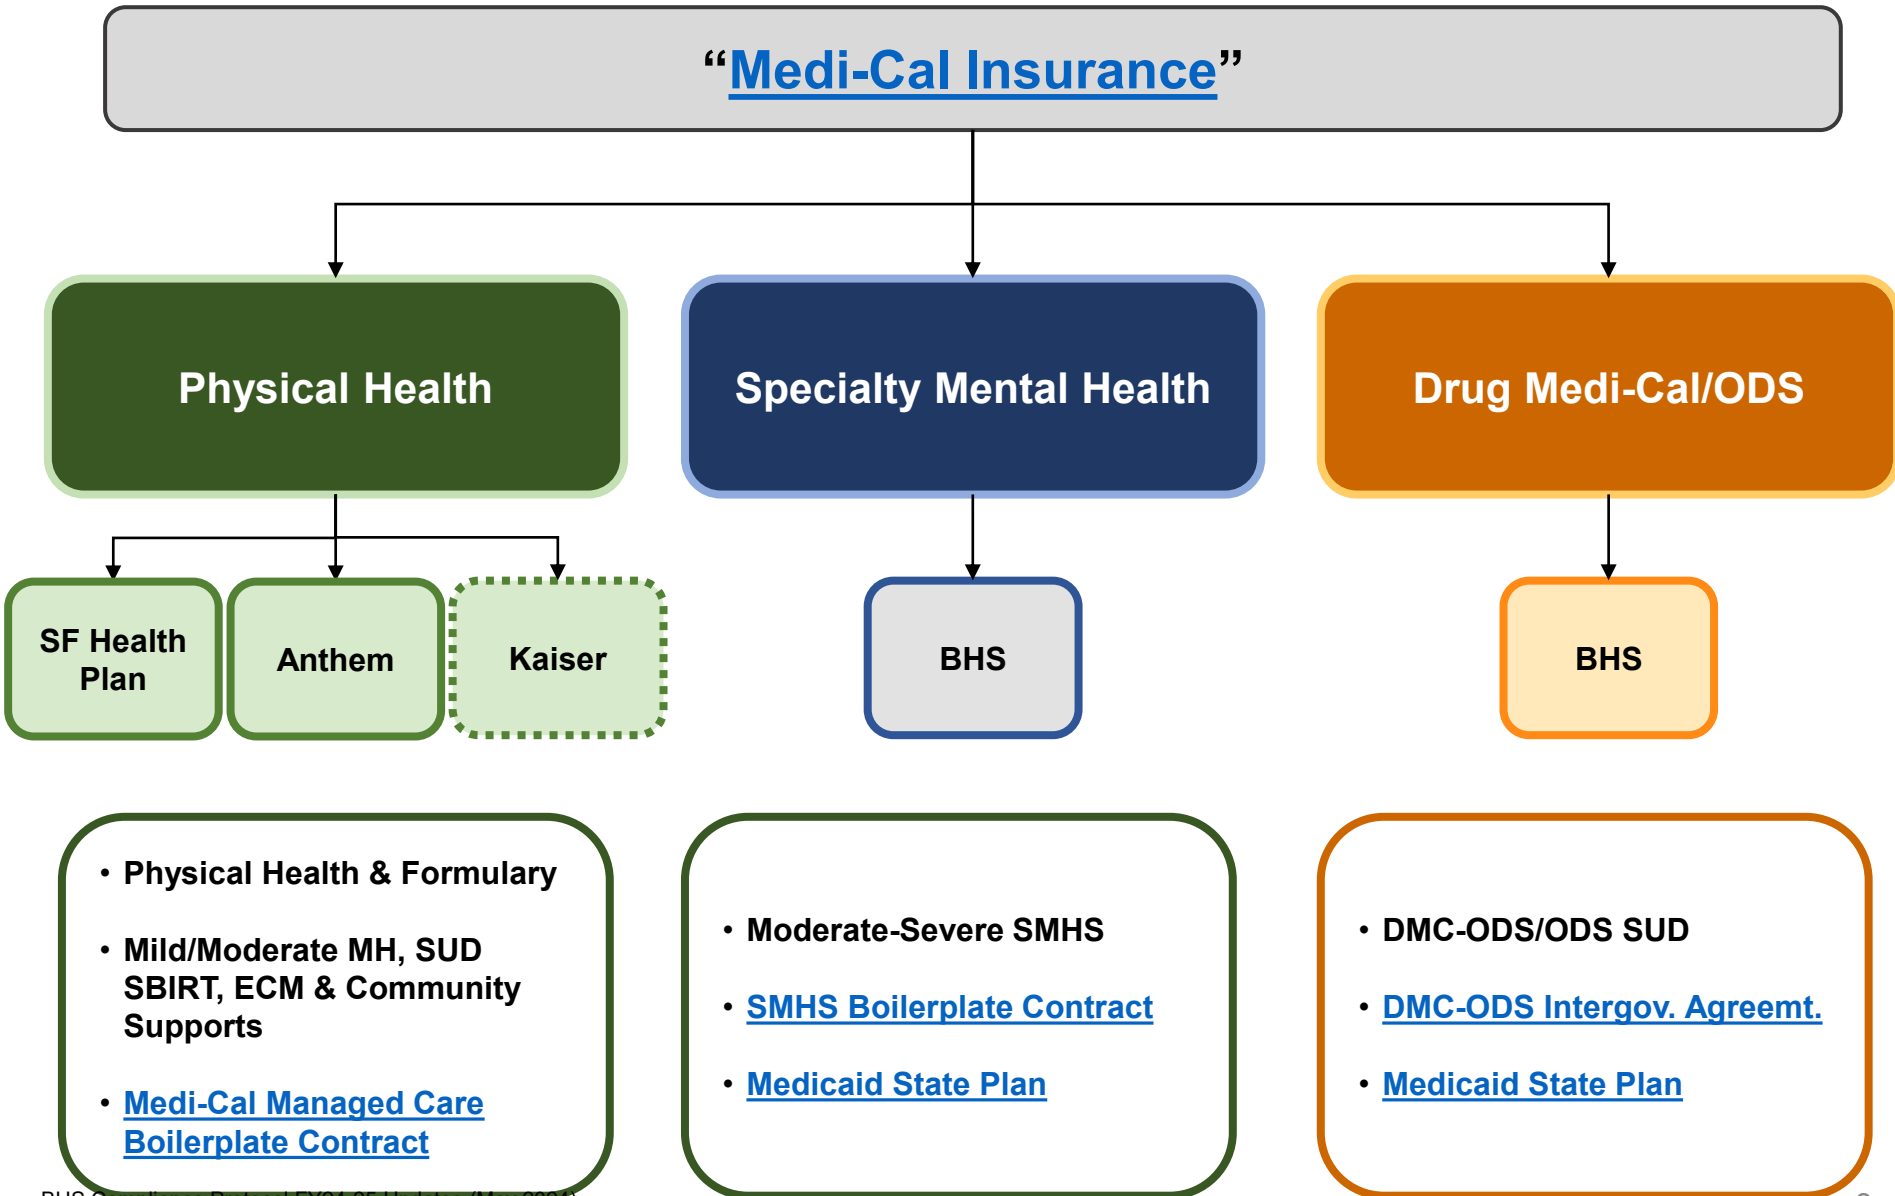 “Medi-Cal Insurance”
Physical Health
Specialty Mental Health
Drug Medi-Cal/ODS
SF Health
Plan
Anthem
Kaiser
BHS
BHS
• Physical Health & Formulary
• Mild/Moderate MH, SUD
SBIRT, ECM & Community
Supports
• Medi-Cal Managed Care
Boilerplate Contract
• Moderate-Severe SMHS
• SMHS Boilerplate Contract
• Medicaid State Plan
• DMC-ODS/ODS SUD
• DMC-ODS Intergov. Agreemt.
• Medicaid State Plan